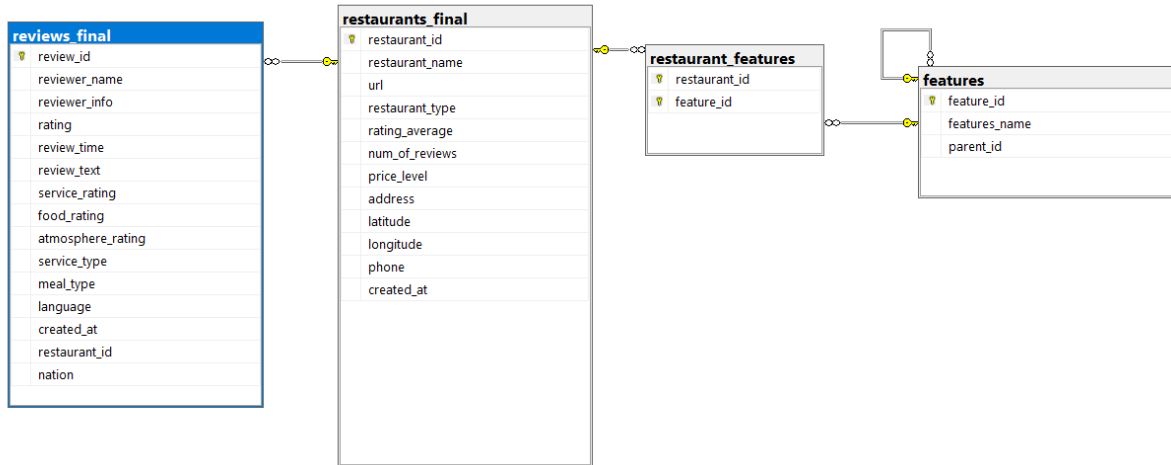 reviews_final
review_id
reviewer_name
reviewer_info
rating
review_time
review_text
service_rating
food_rating
atmosphere_rating
service_type
meal_type
language
created_at
restaurant_id
nation
restaurants_final
restaurant_id
restaurant_name
url
restaurant_type
rating_average
num_of_reviews
price_level
address
latitude
longitude
phone
created_at
restaurant_features
restaurant_id
feature_id
features
feature_id
features_name
parent_id